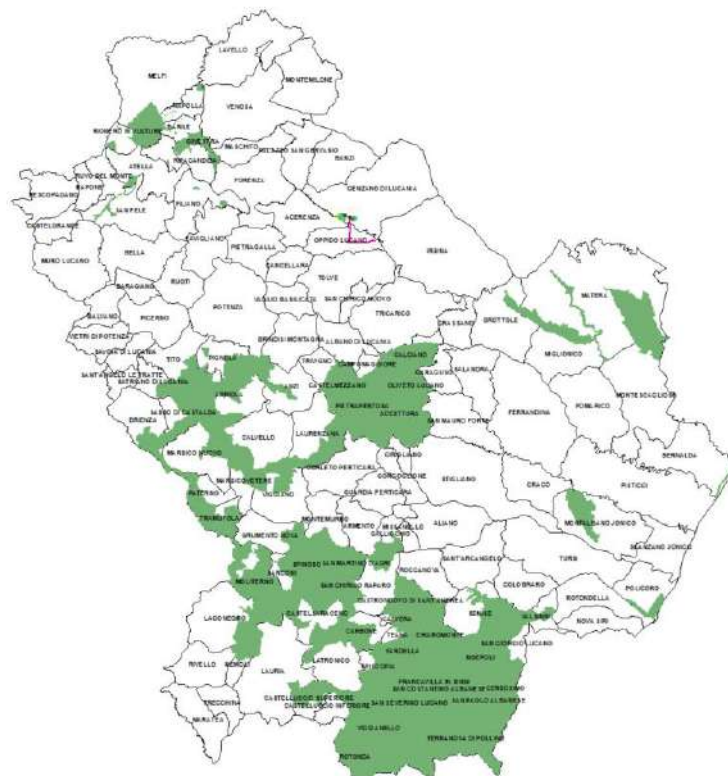 LAVELLO
MELFI
MONTEMILONE
RAPOLLA
VENOSA
BARILE
RIONERO IN VULTURE
GINESTRA
MASCHITO
PALAZZO SAN GERVASIO
RIPACANDIDA
BANZI
ATELLA
RUVO DEL MONTE
FORENZA
GENZANO DI LUCANIA
RAPONE
PESCOPAGANO
SAN FELE
FILIANO
ACERENZA
CASTELGRANDE
AVIGLIANO
OPPIDO LUCANO
PIETRAGALLA
MURO LUCANO
BELLA
IRSINA
CANCELLARA
TOLVE
RUOTI
BARAGIANO
POTENZA
MATERA
VAGLIO BASILICATA
SAN CHIRICO NUOVO
BALVANO
PICERNO
TRICARICO
GRASSANO
GROTTOLE
VIETRI DI POTENZA
BRINDISI MONTAGNA
ALBANO DI LUCANIA
MIGLIONICO
SAVOIA DI LUCANIA
TITO
PIGNOLA
TRIVIGNO
CAMPOMAGGIORE
CALCIANO
SANT'ANGELO LE FRATTE
SATRIANO DI LUCANIA
GARAGUSO
SALANDRA
ANZI
CASTELMEZZANO
OLIVETO LUCANO
ABRIOLA
MONTESCAGLIOSO
SASSO DI CASTALDA
PIETRAPERTOSA
ACCETTURA
FERRANDINA
POMARICO
BRIENZA
SAN MAURO FORTE
LAURENZANA
CALVELLO
BERNALDA
MARSICO NUOVO
CIRIGLIANO
CORLETO PERTICARA
GORGOGLIONE
STIGLIANO
MARSICOVETERE
CRACO
PISTICCI
PATERNO
VIGGIANO
GUARDIA PERTICARA
TRAMUTOLA
MONTEMURRO
ARMENTO
MISSANELLO
ALIANO
MONTALBANO JONICO
GALLICCHIO
GRUMENTO NOVA
SCANZANO JONICO
SPINOSO
SAN MARTINO D'AGRI
SANT'ARCANGELO
TURSI
SARCONI
ROCCANOVA
MOLITERNO
SAN CHIRICO RAPARO
COLOBRARO
POLICORO
CASTRONUOVO DI SANT'ANDREA
ROTONDELLA
CASTELSARACENO
SENISE
VALSINNI
LAGONEGRO
CALVERA
NOVA SIRI
CARBONE
TEANA
CHIAROMONTE
SAN GIORGIO LUCANO
FARDELLA
NOEPOLI
RIVELLO
NEMOLI
LATRONICO
EPISCOPIA
LAURIA
FRANCAVILLA IN SINNI
SAN COSTANTINO ALBANESE
CERSOSIMO
CASTELLUCCIO SUPERIORE
TRECCHINA
CASTELLUCCIO INFERIORE
SAN SEVERINO LUCANO
SAN PAOLO ALBANESE
MARATEA
VIGGIANELLO
TERRANOVA DI POLLINO
ROTONDA